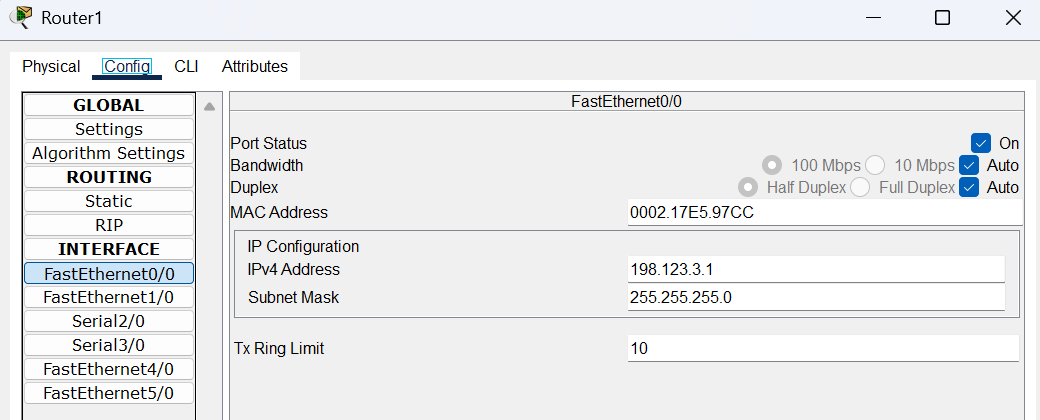 Router1
Physical Config CLI Attributes
GLOBAL
Settings
Algorithm Settings
ROUTING
Static
RIP
INTERFACE
FastEthernet0/0
FastEthernet1/0
Serial2/0
Serial3/0
FastEthernet4/0
FastEthernet5/0
FastEthernet0/0
Port Status On
Bandwidth 100 Mbps 10 Mbps Auto
Duplex Half Duplex Full Duplex Auto
MAC Address 0002.17E5.97CC
IP Configuration
IPv4 Address 198.123.3.1
Subnet Mask 255.255.255.0
Tx Ring Limit 10